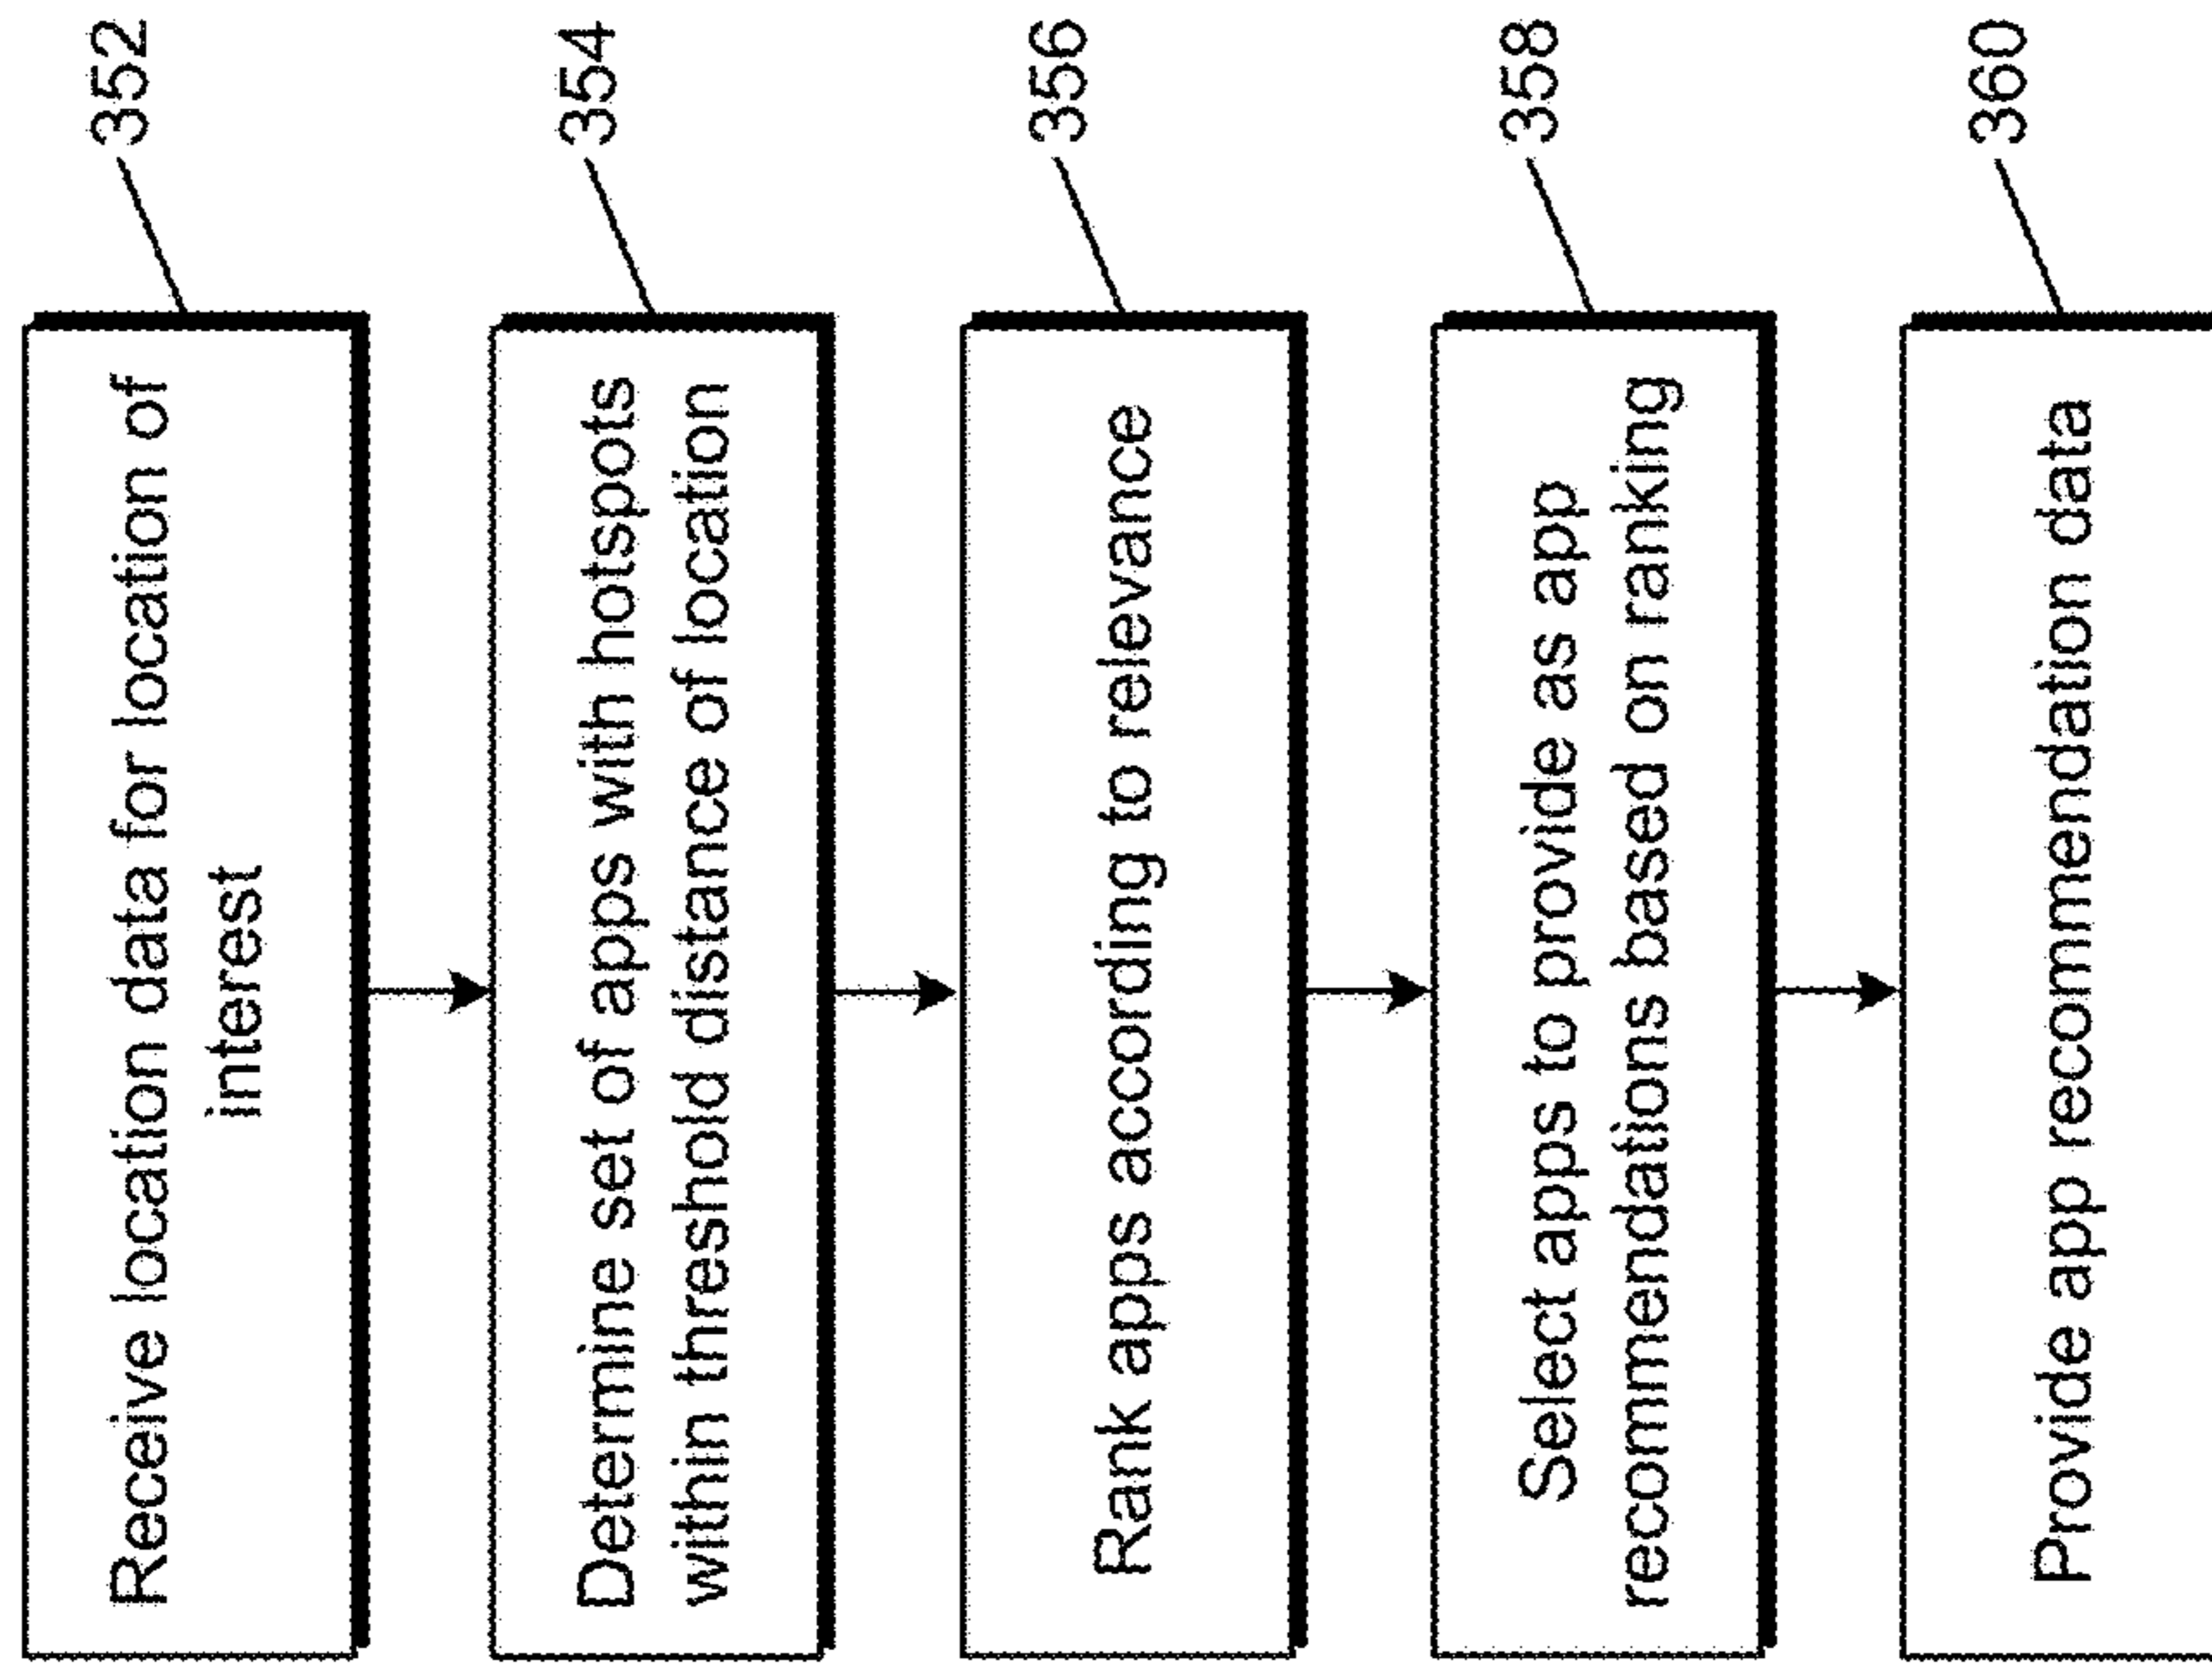 Receive location data for location of
interest
352
Determine set of apps with hotspots
within threshold distance of location
354
Rank apps according to relevance
356
Select apps to provide as app
recommendations based on ranking
358
Provide app recommendation data
360